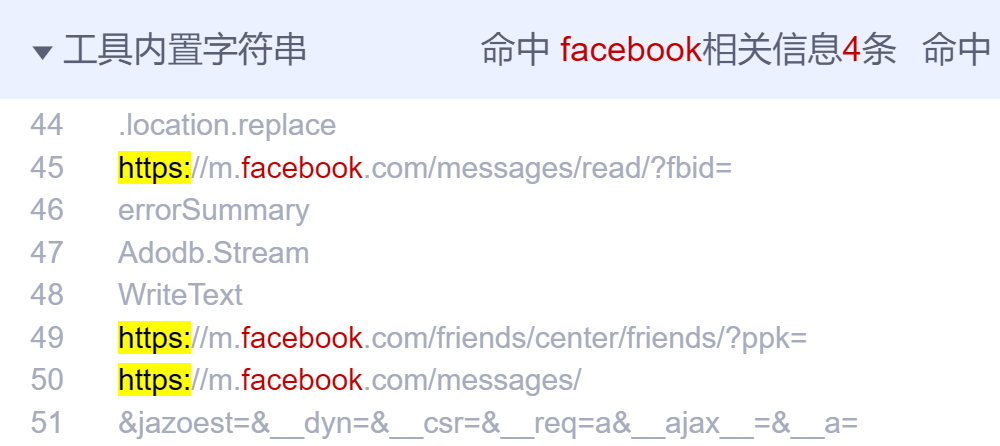 工具内置字符串 命中 facebook相关信息4条 命中
44 .location.replace
45 https://m.facebook.com/messages/read/?fbid=
46 errorSummary
47 Adodb.Stream
48 WriteText
49 https://m.facebook.com/friends/center/friends/?ppk=
50 https://m.facebook.com/messages/
51 &jazoest=&__dyn=&__csr=&__req=a&__ajax__=&__a=